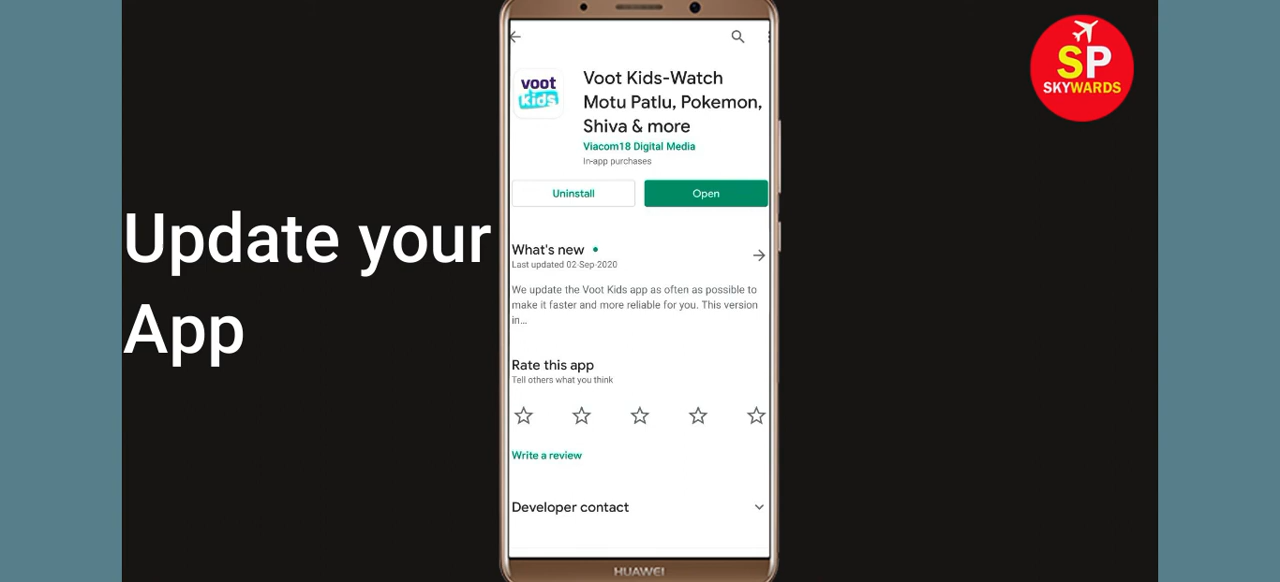 SP
SKYWARDS
Update your
App
voot
kids
Voot Kids-Watch
Motu Patlu, Pokemon,
Shiva & more
Viacom18 Digital Media
In-app purchases
Uninstall
Open
What's new
Last updated 02-Sep-2020
We update the Voot Kids app as often as possible to
make it faster and more reliable for you. This version
in...
Rate this app
Tell others what you think
Write a review
Developer contact
HUAWEI